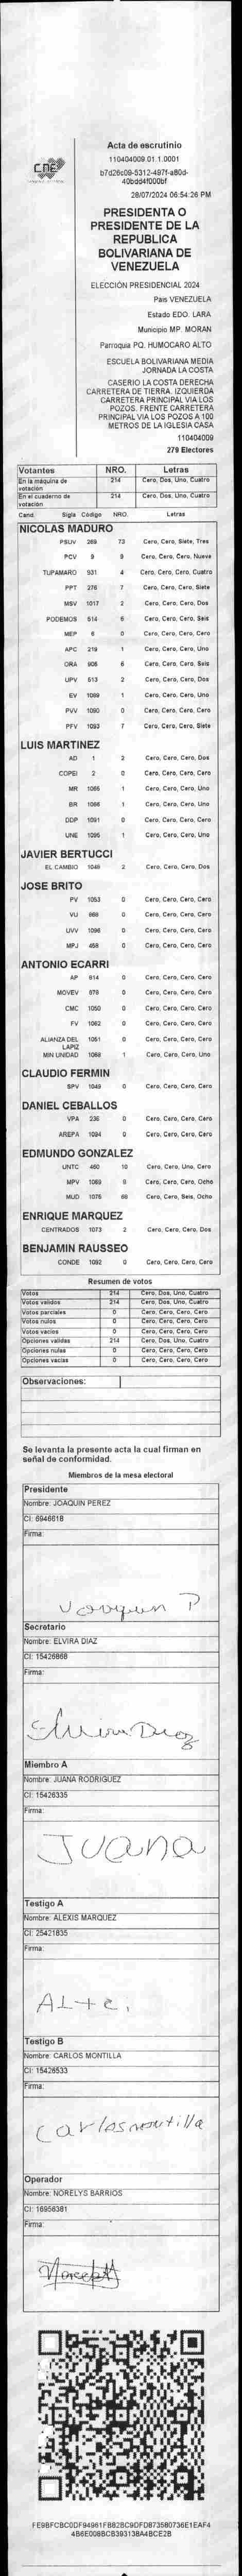 CNE
Acta de escrutinio
110404009.01.1.0001
b7d26c09-5312-497f-a80d-
40bdd4f000bf
28/07/2024 06:54:26 PM
PRESIDENTA O
PRESIDENTE DE LA
REPUBLICA
BOLIVARIANA DE
VENEZUELA
ELECCIÓN PRESIDENCIAL 2024
Pais VENEZUELA
Estado EDO. LARA
Municipio MP. MORAN
Parroquia PQ. HUMOCARO ALTO
ESCUELA BOLIVARIANA MEDIA
JORNADA LA COSTA
CASERIO LA COSTA DERECHA
CARRETERA DE TIERRA. IZQUIERDA
CARRETERA PRINCIPAL VIA LOS
POZOS. FRENTE CARRETERA
PRINCIPAL VIA LOS POZOS A 100
METROS DE LA IGLESIA CASA
110404009
279 Electores
Votantes NRO. Letras
En la máquina de votación 214 Cero, Dos, Uno, Cuatro
En el cuaderno de votación 214 Cero, Dos, Uno, Cuatro
Cand. Sigla Código NRO. Letras
NICOLAS MADURO
PSUV 269 73 Cero, Cero, Siete, Tres
PCV 9 9 Cero, Cero, Cero, Nueve
TUPAMARO 931 4 Cero, Cero, Cero, Cuatro
PPT 276 7 Cero, Cero, Cero, Siete
MSV 1017 2 Cero, Cero, Cero, Dos
PODEMOS 514 6 Cero, Cero, Cero, Seis
MEP 6 0 Cero, Cero, Cero, Cero
APC 219 1 Cero, Cero, Cero, Uno
ORA 906 6 Cero, Cero, Cero, Seis
UPV 513 2 Cero, Cero, Cero, Dos
EV 1089 1 Cero, Cero, Cero, Uno
PVV 1090 0 Cero, Cero, Cero, Cero
PFV 1093 7 Cero, Cero, Cero, Siete
LUIS MARTINEZ
AD 1 2 Cero, Cero, Cero, Dos
COPEI 2 0 Cero, Cero, Cero, Cero
MR 1065 1 Cero, Cero, Cero, Uno
BR 1066 1 Cero, Cero, Cero, Uno
DDP 1091 0 Cero, Cero, Cero, Cero
UNE 1095 1 Cero, Cero, Cero, Uno
JAVIER BERTUCCI
EL CAMBIO 1048 2 Cero, Cero, Cero, Dos
JOSE BRITO
PV 1053 0 Cero, Cero, Cero, Cero
VU 868 0 Cero, Cero, Cero, Cero
UVV 1096 0 Cero, Cero, Cero, Cero
MPJ 458 0 Cero, Cero, Cero, Cero
ANTONIO ECARRI
AP 914 0 Cero, Cero, Cero, Cero
MOVEV 979 0 Cero, Cero, Cero, Cero
CMC 1050 0 Cero, Cero, Cero, Cero
FV 1062 0 Cero, Cero, Cero, Cero
ALIANZA DEL LAPIZ 1051 0 Cero, Cero, Cero, Cero
MIN UNIDAD 1068 1 Cero, Cero, Cero, Uno
CLAUDIO FERMIN
SPV 1049 0 Cero, Cero, Cero, Cero
DANIEL CEBALLOS
VPA 236 0 Cero, Cero, Cero, Cero
AREPA 1094 0 Cero, Cero, Cero, Cero
EDMUNDO GONZALEZ
UNTC 460 10 Cero, Cero, Uno, Cero
MPV 1069 8 Cero, Cero, Cero, Ocho
MUD 1075 68 Cero, Cero, Seis, Ocho
ENRIQUE MARQUEZ
CENTRADOS 1073 2 Cero, Cero, Cero, Dos
BENJAMIN RAUSSEO
CONDE 1092 0 Cero, Cero, Cero, Cero
Resumen de votos
Votos 214 Cero, Dos, Uno, Cuatro
Votos validos 214 Cero, Dos, Uno, Cuatro
Votos parciales 0 Cero, Cero, Cero, Cero
Votos nulos 0 Cero, Cero, Cero, Cero
Votos vacios 0 Cero, Cero, Cero, Cero
Opciones validas 214 Cero, Dos, Uno, Cuatro
Opciones nulas 0 Cero, Cero, Cero, Cero
Opciones vacias 0 Cero, Cero, Cero, Cero
Observaciones:
Se levanta la presente acta la cual firman en
señal de conformidad.
Miembros de la mesa electoral
Presidente
Nombre: JOAQUIN PEREZ
CI: 6946618
Firma:
Joaquin P
Secretario
Nombre: ELVIRA DIAZ
CI: 15426868
Firma:
Elvira Diaz
Miembro A
Nombre: JUANA RODRIGUEZ
CI: 15426335
Firma:
Juana
Testigo A
Nombre: ALEXIS MARQUEZ
CI: 25421835
Firma:
Testigo B
Nombre: CARLOS MONTILLA
CI: 15426533
Firma:
Carlos montilla
Operador
Nombre: NORELYS BARRIOS
CI: 16956381
Firma:
FE9BFCBC0DF94961FB82BC9DFD873580736E1EAF4
4B6E008BCB393138A4BCE2B